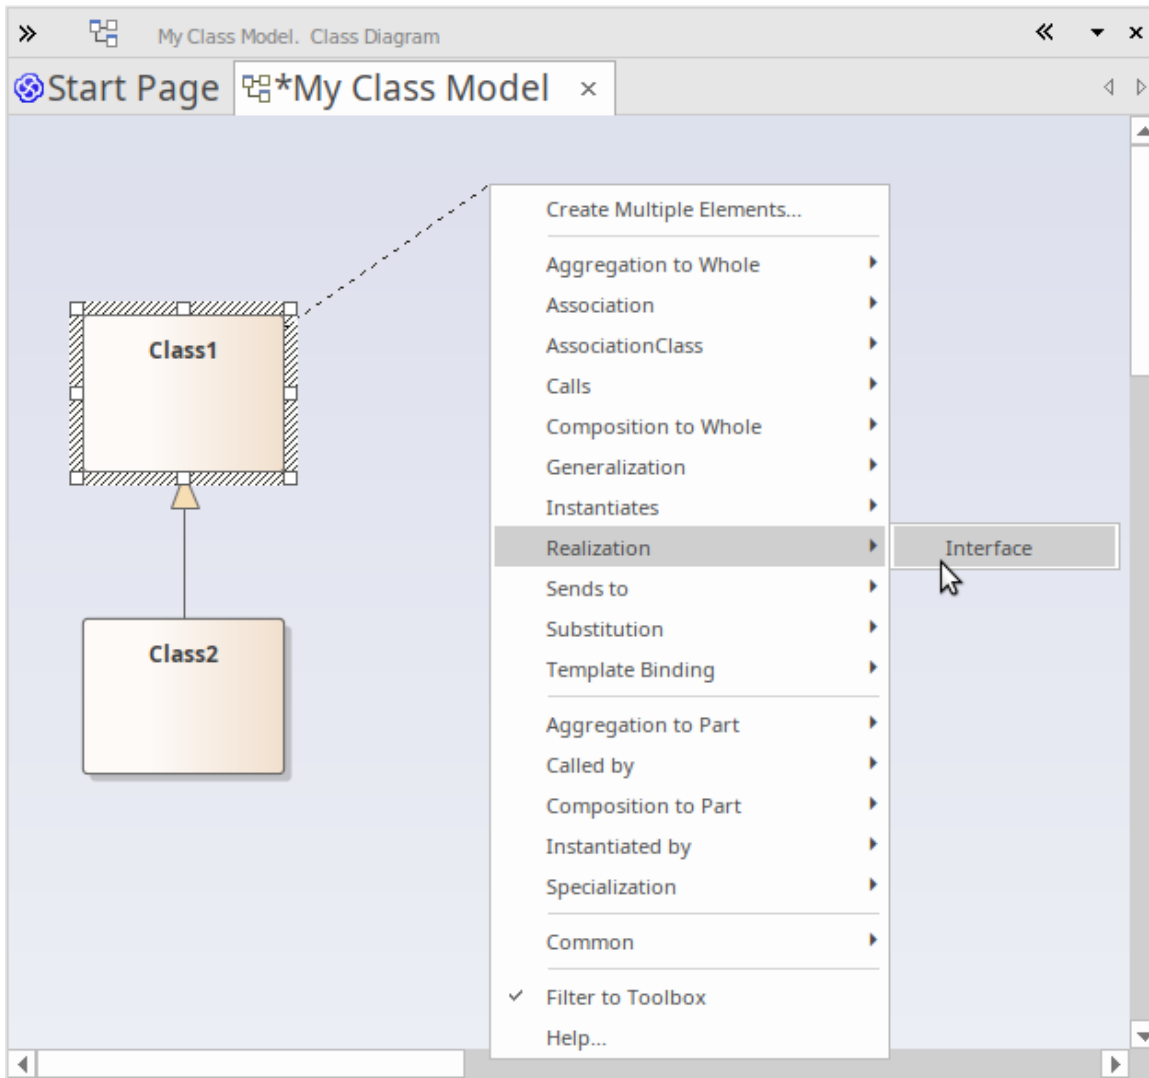 My Class Model. Class Diagram
Start Page *My Class Model
Create Multiple Elements...
Aggregation to Whole
Association
Class1
AssociationClass
Calls
Composition to Whole
Generalization
Instantiates
Realization Interface
Sends to
Substitution
Class2
Template Binding
Aggregation to Part
Called by
Composition to Part
Instantiated by
Specialization
Common
Filter to Toolbox
Help...